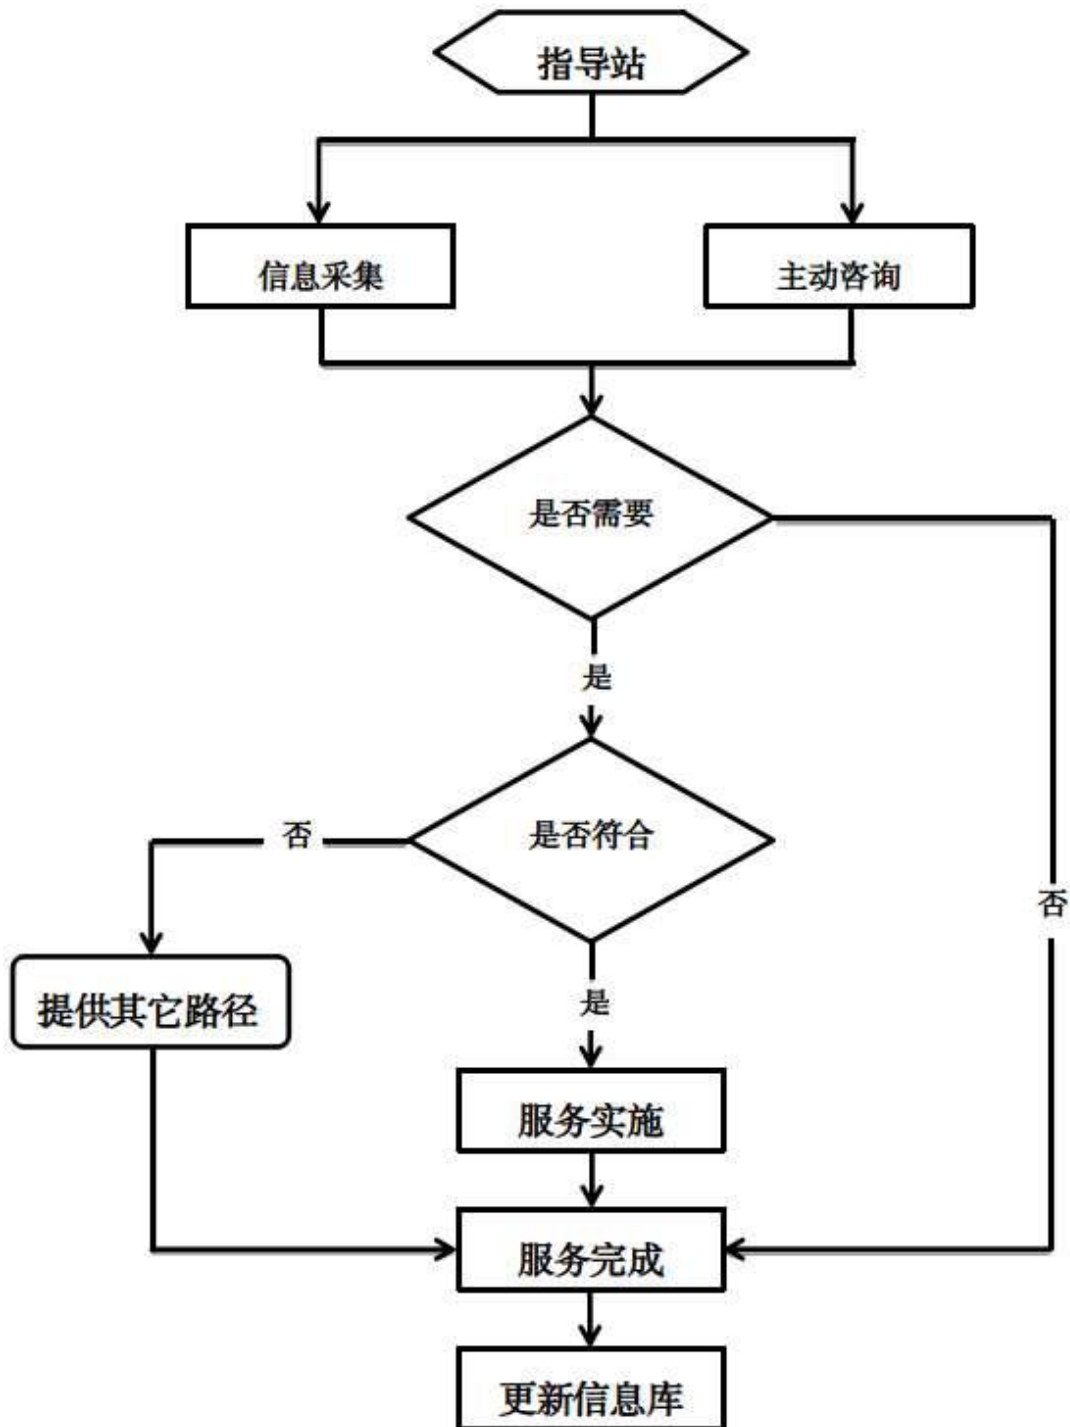 指导站
信息采集
主动咨询
是否需要
是
是否符合
否
否
提供其它路径
是
服务实施
服务完成
更新信息库